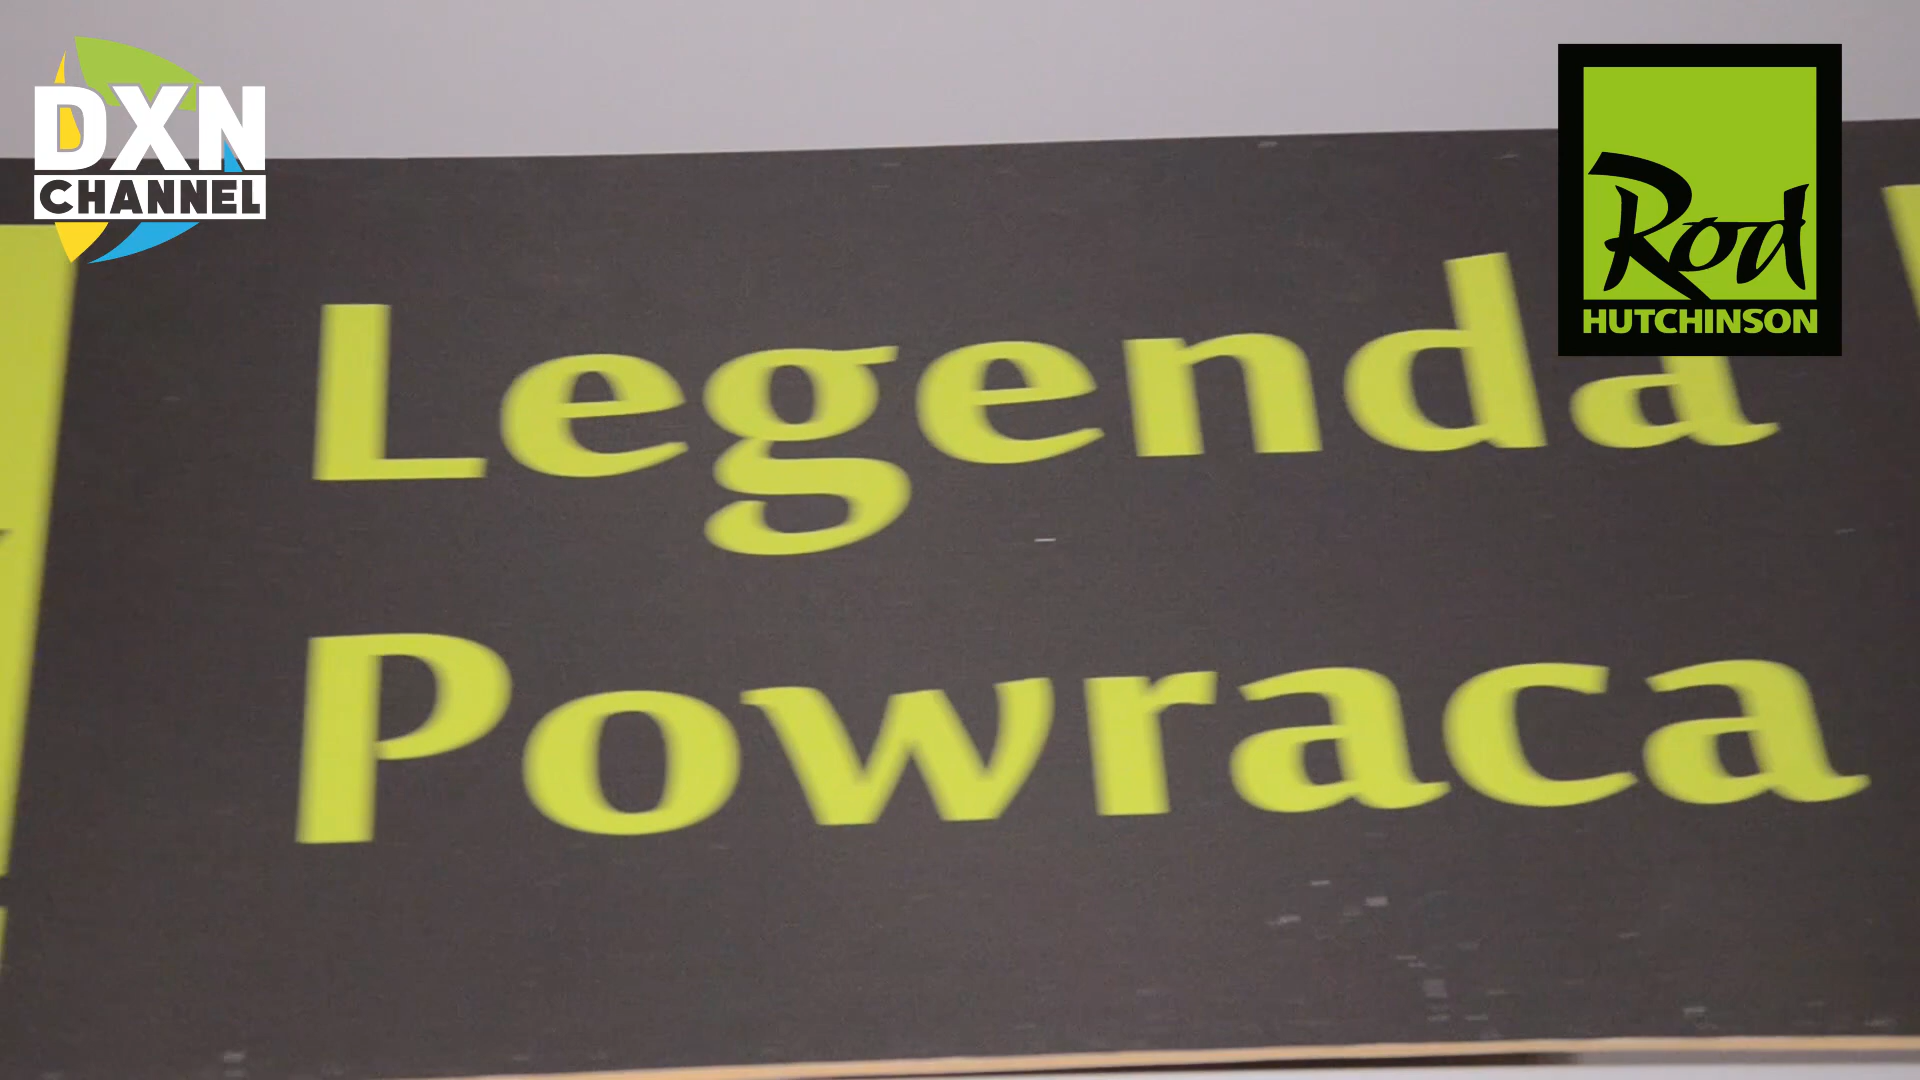 DXN
CHANNEL
Rod
HUTCHINSON
Legenda
Powraca